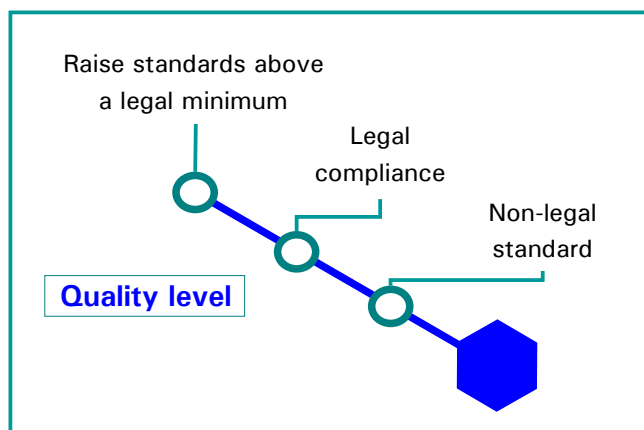 Raise standards above
a legal minimum
Legal
compliance
Non-legal
standard
Quality level